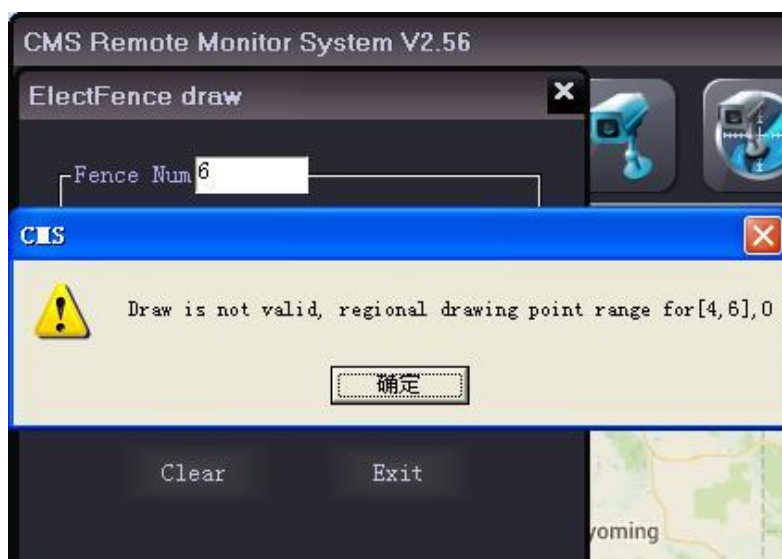 CMS Remote Monitor System V2.56
ElectFence draw
Fence Num 6
CMS
Draw is not valid, regional drawing point range for[4,6],0
确定
Clear
Exit
yoming